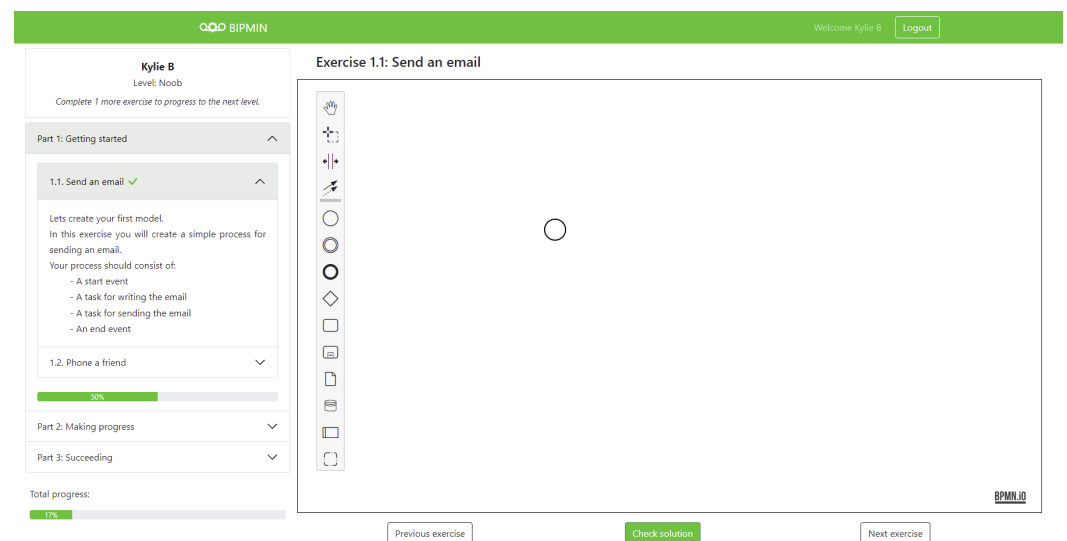 BIPMIN
Welcome Kylie B
Logout
Kylie B
Level: Noob
Complete 1 more exercise to progress to the next level.
Part 1: Getting started
1.1. Send an email
Lets create your first model.
In this exercise you will create a simple process for
sending an email.
Your process should consist of:
- A start event
- A task for writing the email
- A task for sending the email
- An end event
1.2. Phone a friend
50%
Part 2: Making progress
Part 3: Succeeding
Total progress:
17%
Exercise 1.1: Send an email
BPMN.iO
Previous exercise
Check solution
Next exercise